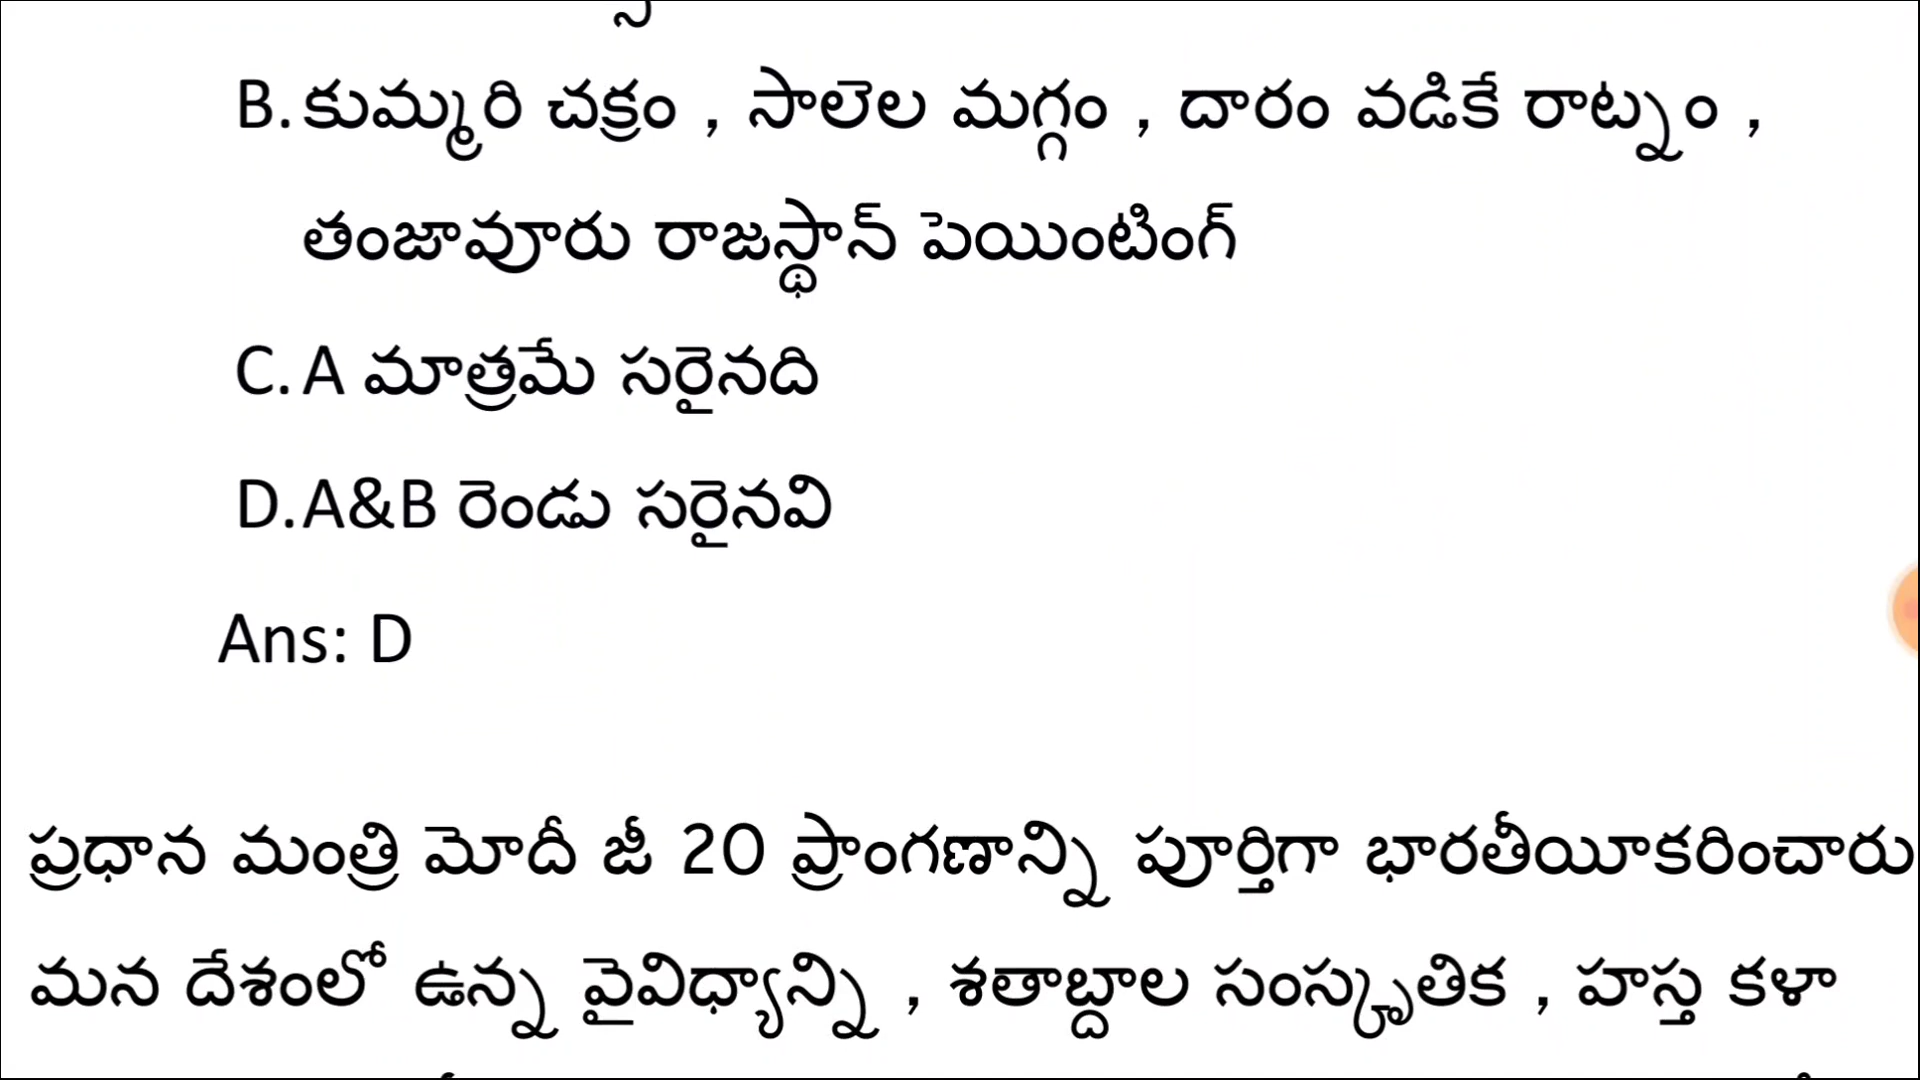 B. కుమ్మరి చక్రం , సాలెల మగ్గం , దారం వడికే రాట్నం ,
తంజావూరు రాజస్థాన్ పెయింటింగ్
C. A మాత్రమే సరైనది
D. A&B రెండు సరైనవి
Ans: D
ప్రధాన మంత్రి మోదీ జీ 20 ప్రాంగణాన్ని పూర్తిగా భారతీయీకరించారు
మన దేశంలో ఉన్న వైవిధ్యాన్ని , శతాబ్దాల సంస్కృతిక , హస్త కళా